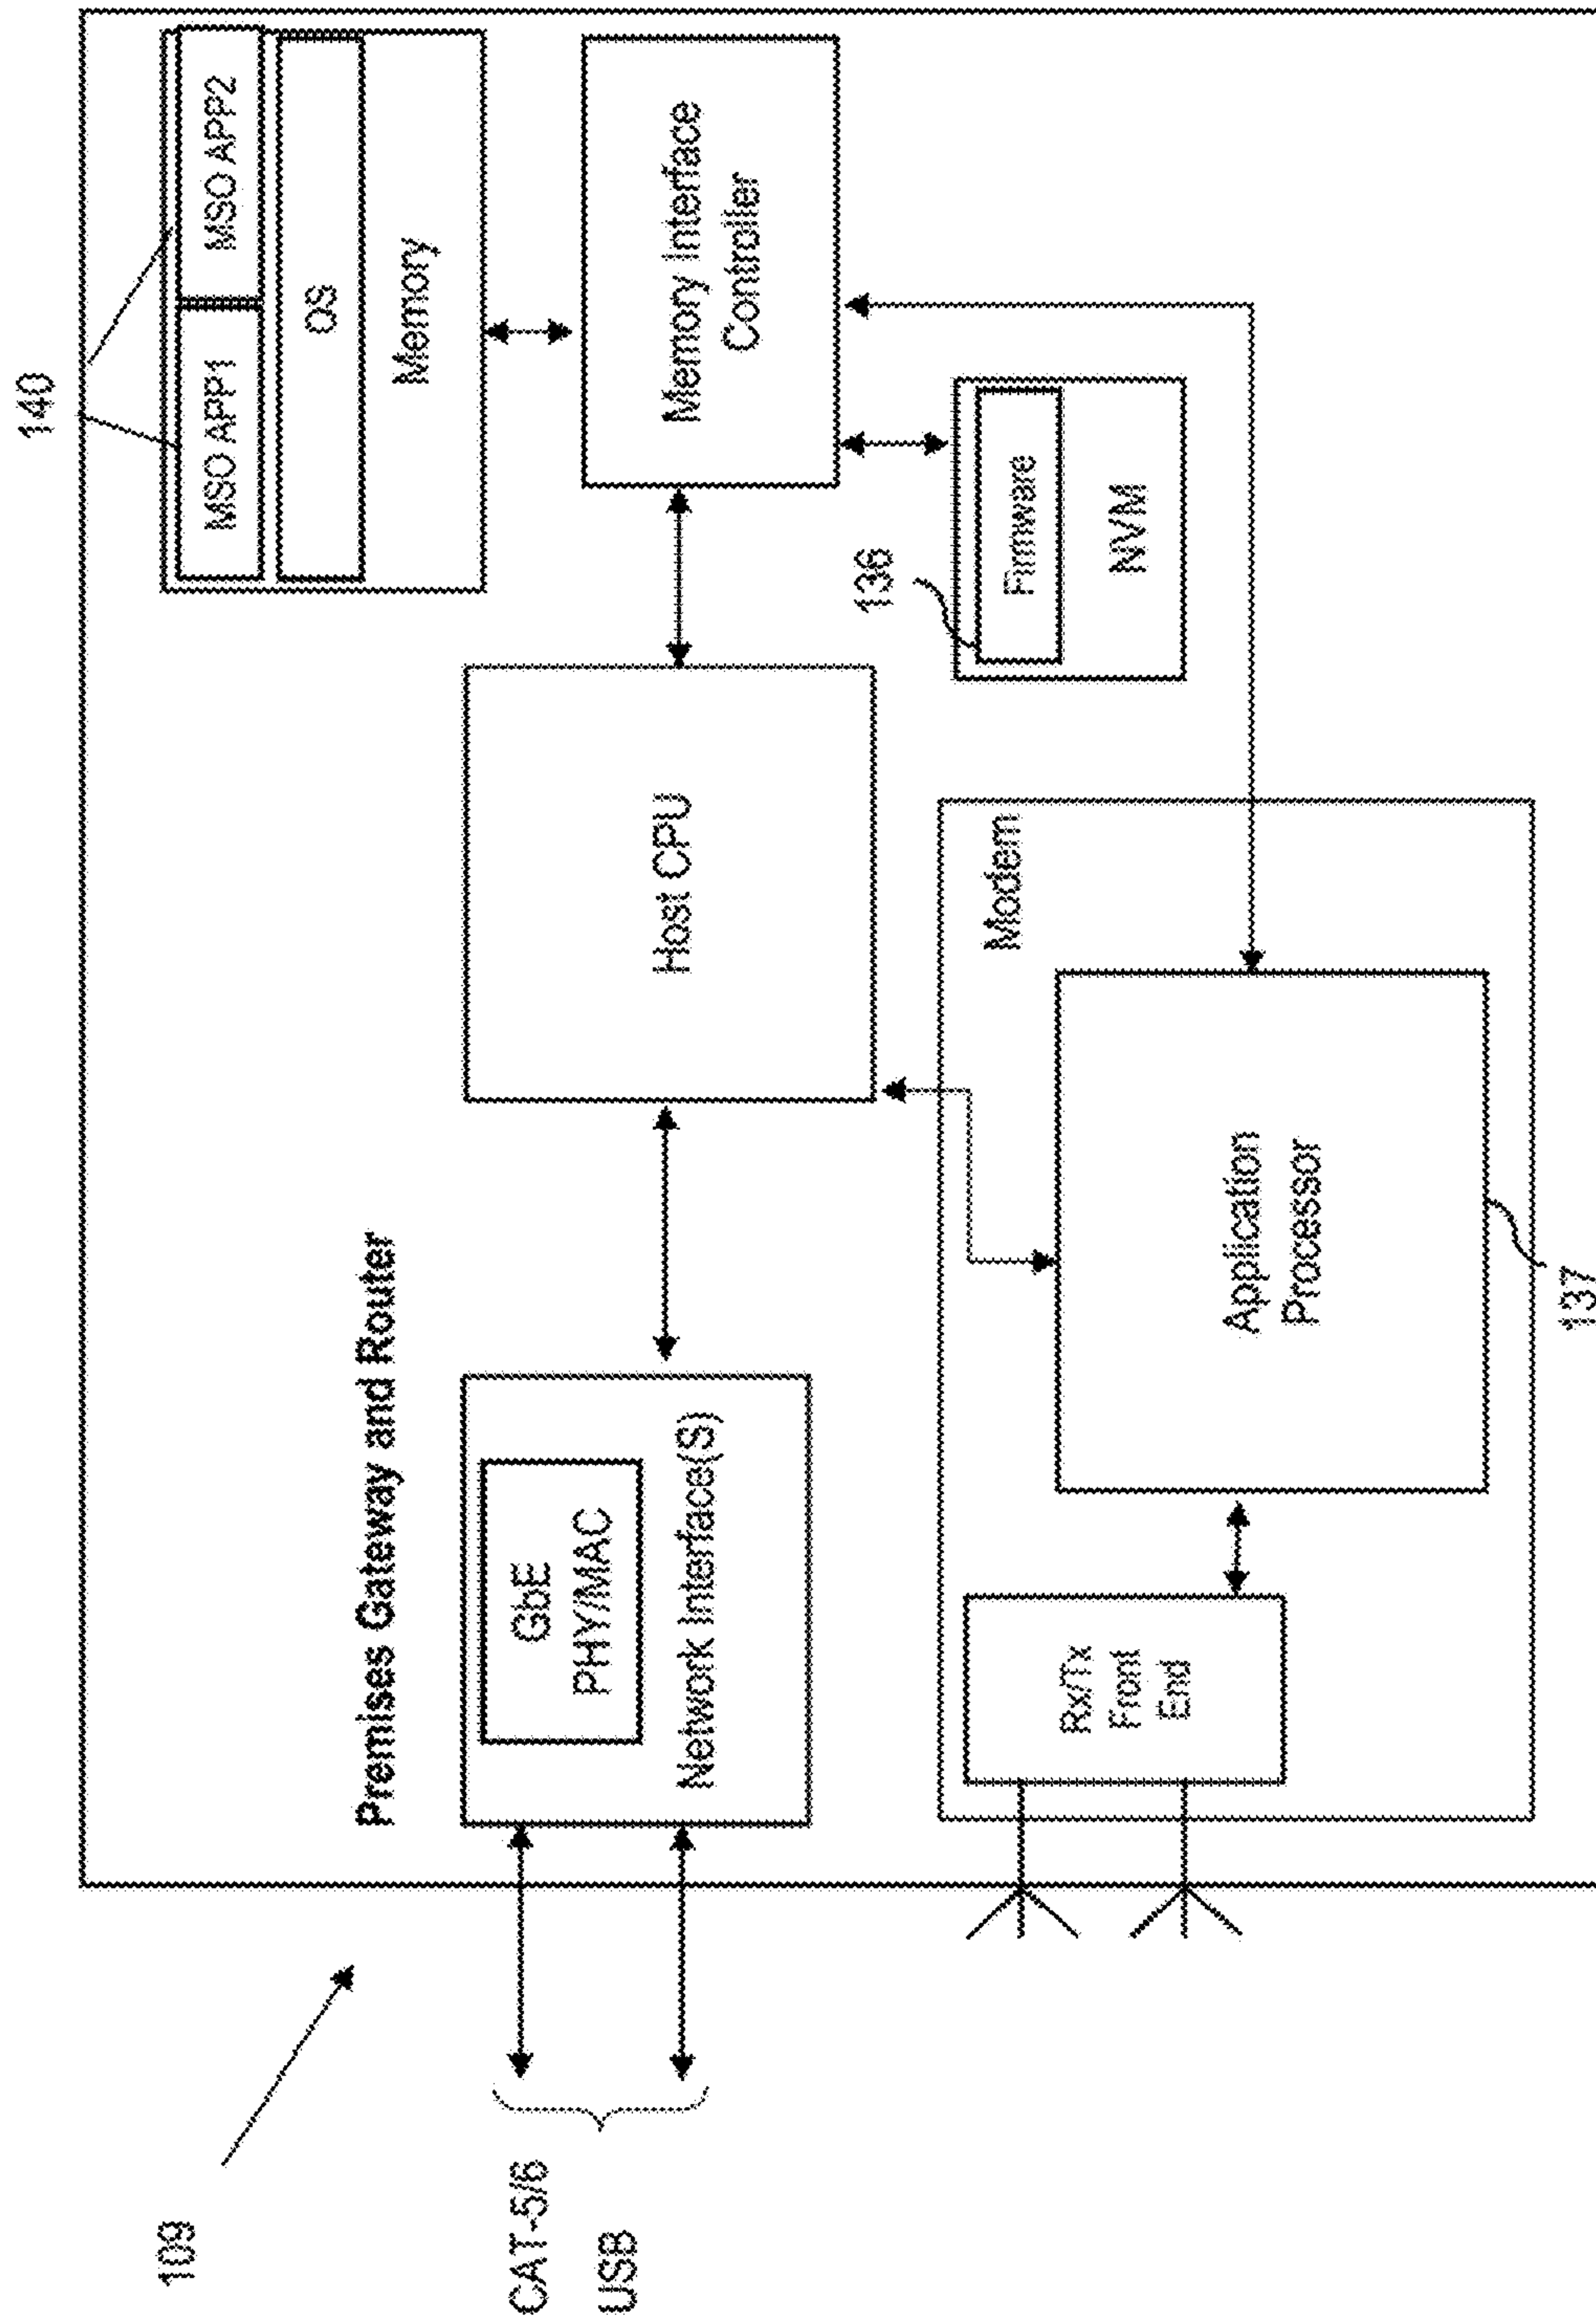 140
MSO APP1
MSO APP2
OS
Memory
Memory Interface
Controller
136
Firmware
NVM
Host CPU
Premises Gateway and Router
GbE
PHY/MAC
Network Interface(S)
109
CAT-5/6
USB
Modem
Application
Processor
137
Rx/Tx
Front
End